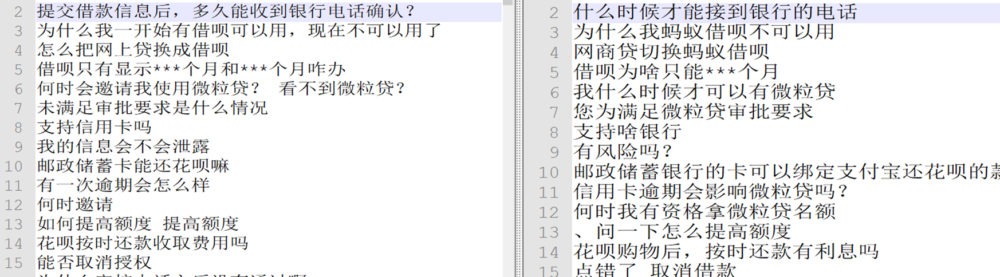 2 提交借款信息后，多久能收到银行电话确认？
3 为什么我一开始有借呗可以用，现在不可以用了
4 怎么把网上贷换成借呗
5 借呗只有显示***个月和***个月咋办
6 何时会邀请我使用微粒贷？ 看不到微粒贷？
7 未满足审批要求是什么情况
8 支持信用卡吗
9 我的信息会不会泄露
10 邮政储蓄卡能还花呗嘛
11 有一次逾期会怎么样
12 何时邀请
13 如何提高额度 提高额度
14 花呗按时还款收取费用吗
15 能否取消授权
2 什么时候才能接到银行的电话
3 为什么我蚂蚁借呗不可以用
4 网商贷切换蚂蚁借呗
5 借呗为啥只能***个月
6 我什么时候才可以有微粒贷
7 您为满足微粒贷审批要求
8 支持啥银行
9 有风险吗？
10 邮政储蓄银行的卡可以绑定支付宝还花呗的款
11 信用卡逾期会影响微粒贷吗？
12 何时我有资格拿微粒贷名额
13 、问一下怎么提高额度
14 花呗购物后，按时还款有利息吗
15 点错了 取消借款